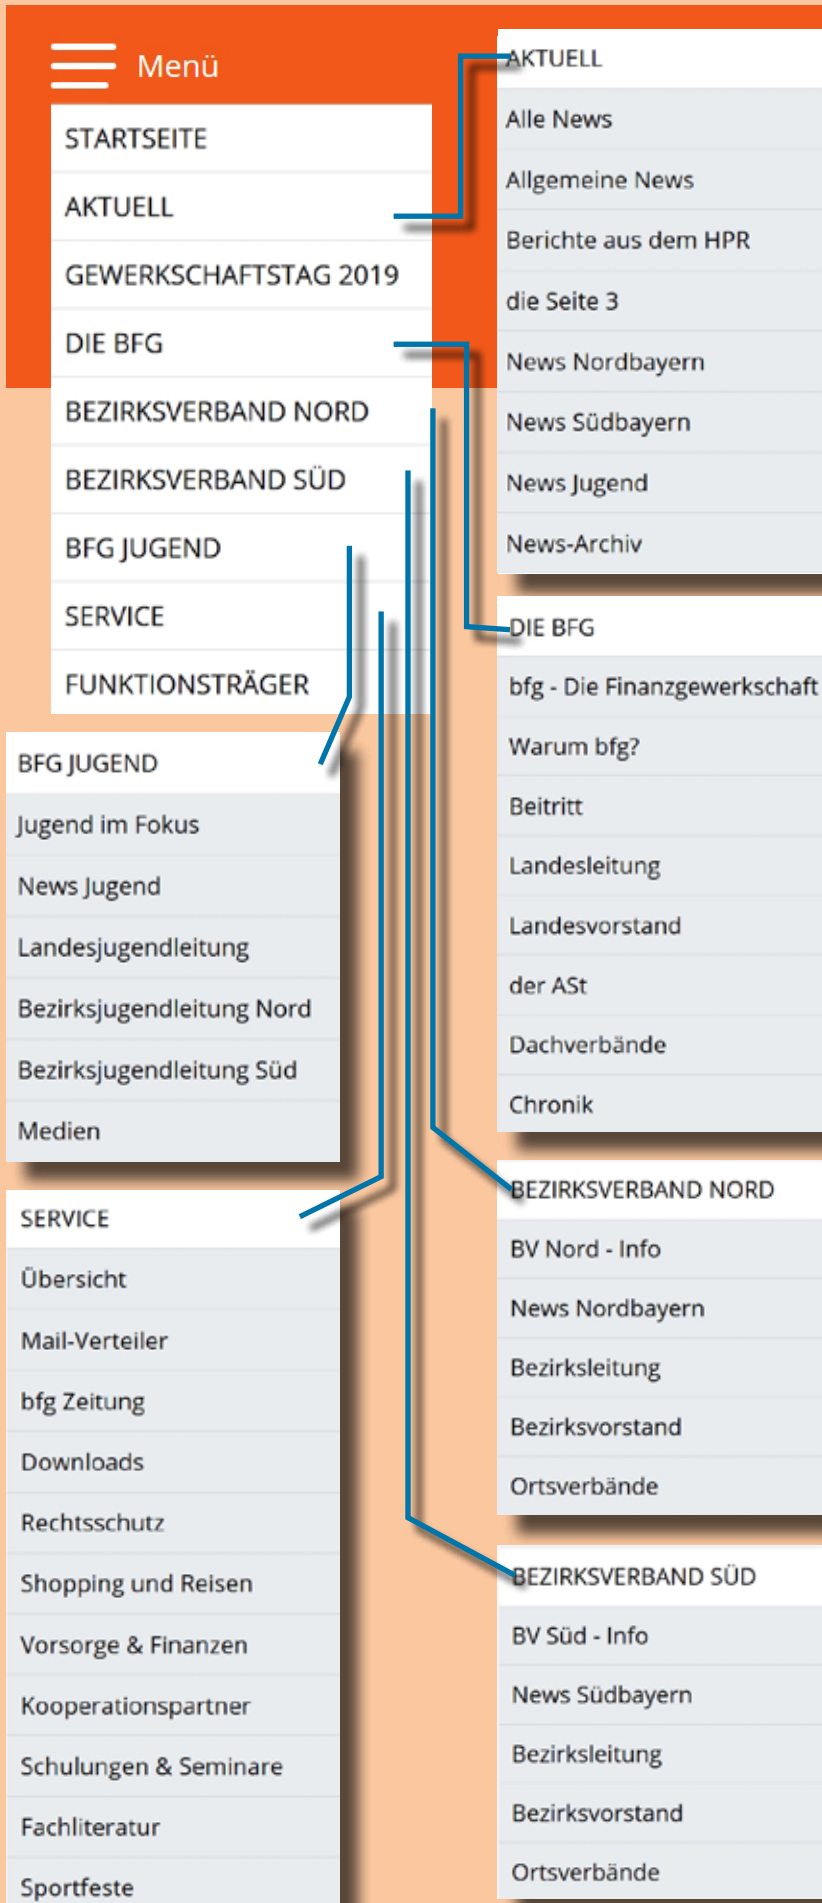 Menü
STARTSEITE
AKTUELL
GEWERKSCHAFTSTAG 2019
DIE BFG
BEZIRKSVERBAND NORD
BEZIRKSVERBAND SÜD
BFG JUGEND
SERVICE
FUNKTIONSTRÄGER
BFG JUGEND
Jugend im Fokus
News Jugend
Landesjugendleitung
Bezirksjugendleitung Nord
Bezirksjugendleitung Süd
Medien
SERVICE
Übersicht
Mail-Verteiler
bfg Zeitung
Downloads
Rechtsschutz
Shopping und Reisen
Vorsorge & Finanzen
Kooperationspartner
Schulungen & Seminare
Fachliteratur
Sportfeste
AKTUELL
Alle News
Allgemeine News
Berichte aus dem HPR
die Seite 3
News Nordbayern
News Südbayern
News Jugend
News-Archiv
DIE BFG
bfg - Die Finanzgewerkschaft
Warum bfg?
Beitritt
Landesleitung
Landesvorstand
der ASt
Dachverbände
Chronik
BEZIRKSVERBAND NORD
BV Nord - Info
News Nordbayern
Bezirksleitung
Bezirksvorstand
Ortsverbände
BEZIRKSVERBAND SÜD
BV Süd - Info
News Südbayern
Bezirksleitung
Bezirksvorstand
Ortsverbände